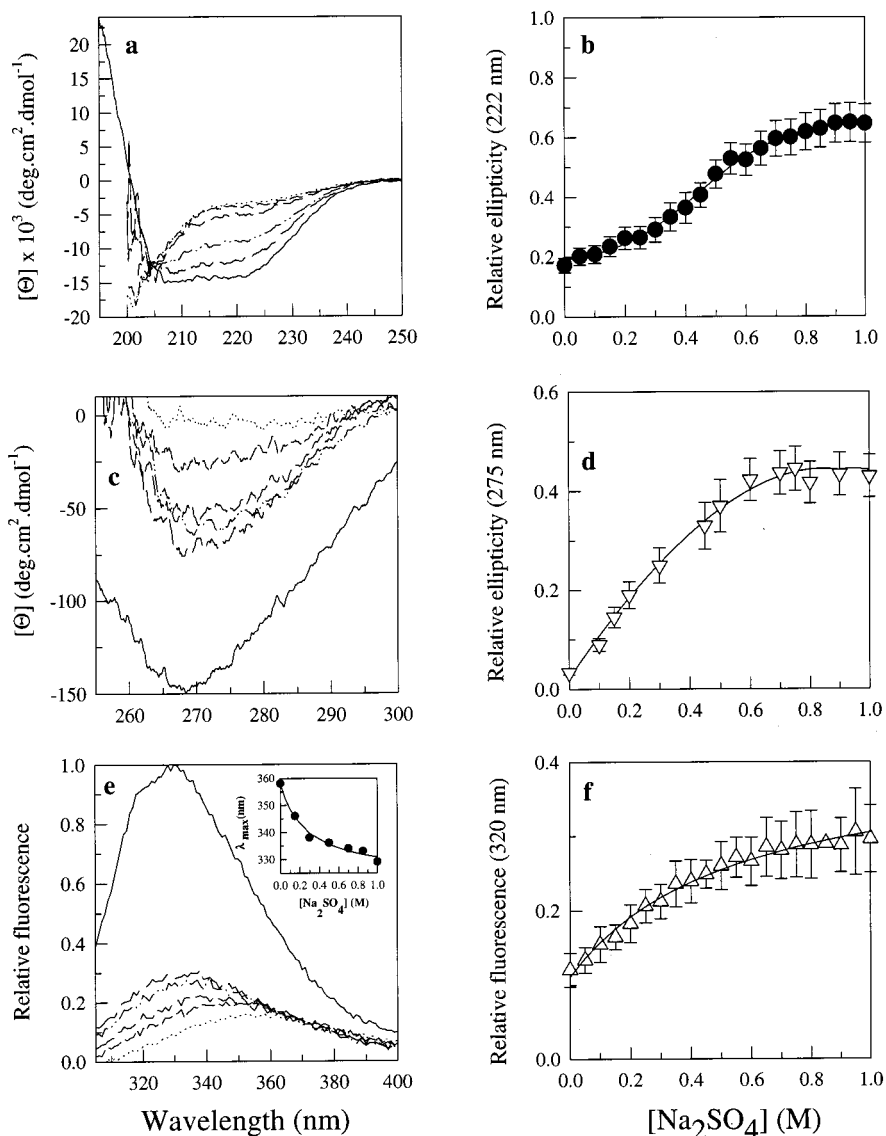 a
[Θ] x 10³ (deg.cm².dmol⁻¹)
20
15
10
5
0
-5
-10
-15
-20
200 210 220 230 240 250
b
Relative ellipticity (222 nm)
1.0
0.8
0.6
0.4
0.2
0.0
0.0 0.2 0.4 0.6 0.8 1.0
c
[Θ] (deg.cm².dmol⁻¹)
0
-50
-100
-150
260 270 280 290 300
d
Relative ellipticity (275 nm)
0.6
0.4
0.2
0.0
0.0 0.2 0.4 0.6 0.8 1.0
e
Relative fluorescence
1.0
0.8
0.6
0.4
0.2
0.0
320 340 360 380 400
Wavelength (nm)
λmax(nm)
360
350
340
330
0.0 0.2 0.4 0.6 0.8 1.0
[Na₂SO₄] (M)
f
Relative fluorescence (320 nm)
0.4
0.2
0.0
0.0 0.2 0.4 0.6 0.8 1.0
[Na₂SO₄] (M)